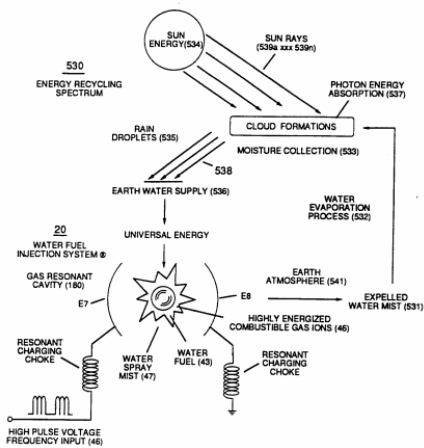 SUN
ENERGY(534)
SUN RAYS
(539a xxx 539n)
530
ENERGY RECYCLING
SPECTRUM
PHOTON ENERGY
ABSORPTION (537)
RAIN
DROPLETS (535)
CLOUD FORMATIONS
MOISTURE COLLECTION (533)
538
EARTH WATER SUPPLY (536)
WATER
EVAPORATION
PROCESS (532)
UNIVERSAL ENERGY
20
WATER FUEL
INJECTION SYSTEM ®
GAS RESONANT
CAVITY (180)
E7
E8
EARTH
ATMOSPHERE (541)
EXPELLED
WATER MIST (531)
HIGHLY ENERGIZED
COMBUSTIBLE GAS IONS (46)
RESONANT
CHARGING
CHOKE
WATER
SPRAY
MIST (47)
WATER
FUEL (43)
RESONANT
CHARGING
CHOKE
HIGH PULSE VOLTAGE
FREQUENCY INPUT (46)